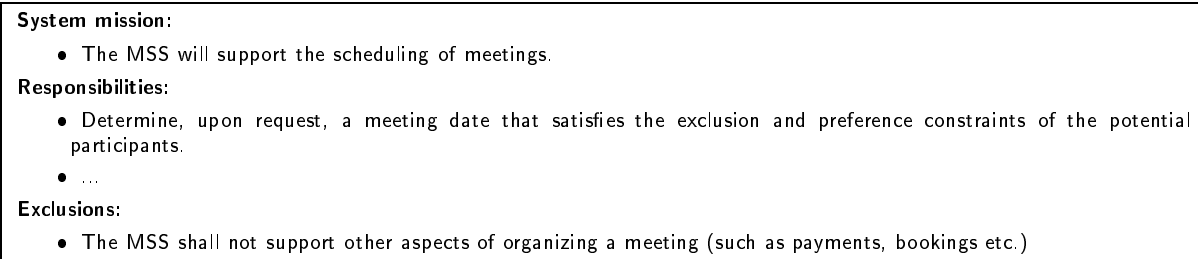 System mission:
• The MSS will support the scheduling of meetings.
Responsibilities:
• Determine, upon request, a meeting date that satisfies the exclusion and preference constraints of the potential
participants.
• ...
Exclusions:
• The MSS shall not support other aspects of organizing a meeting (such as payments, bookings etc.)